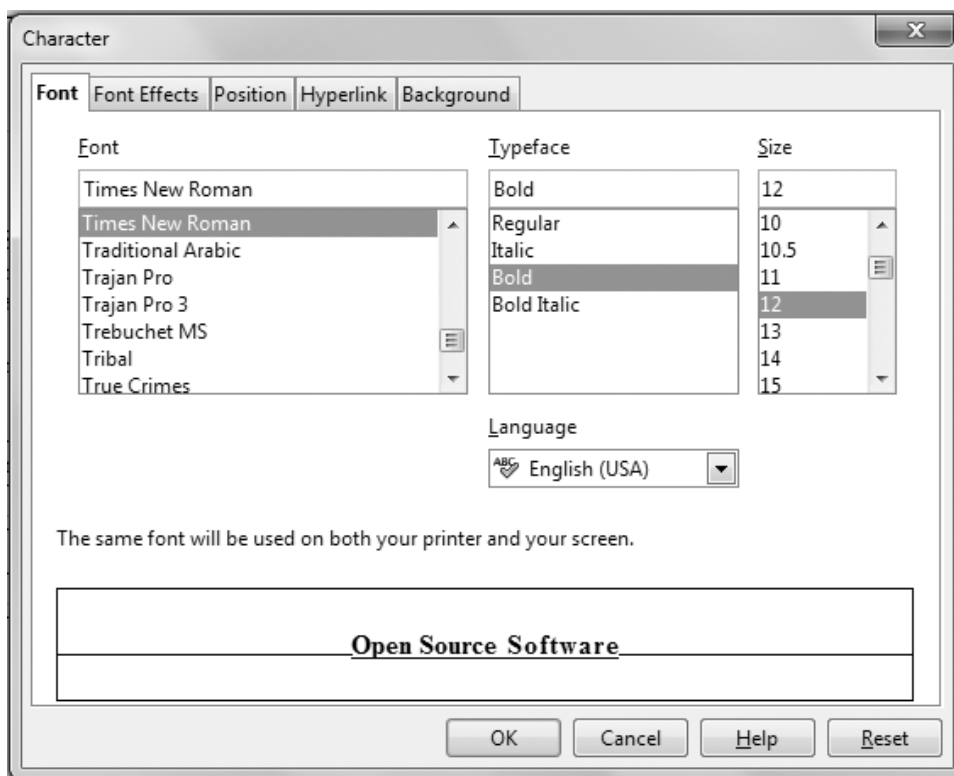 Character
Font Font Effects Position Hyperlink Background
Font Typeface Size
Times New Roman Bold 12
Times New Roman Regular 10
Traditional Arabic Italic 10.5
Trajan Pro Bold 11
Trajan Pro 3 Bold Italic 12
Trebuchet MS 13
Tribal 14
True Crimes 15
Language
ABC English (USA)
The same font will be used on both your printer and your screen.
Open Source Software
OK Cancel Help Reset